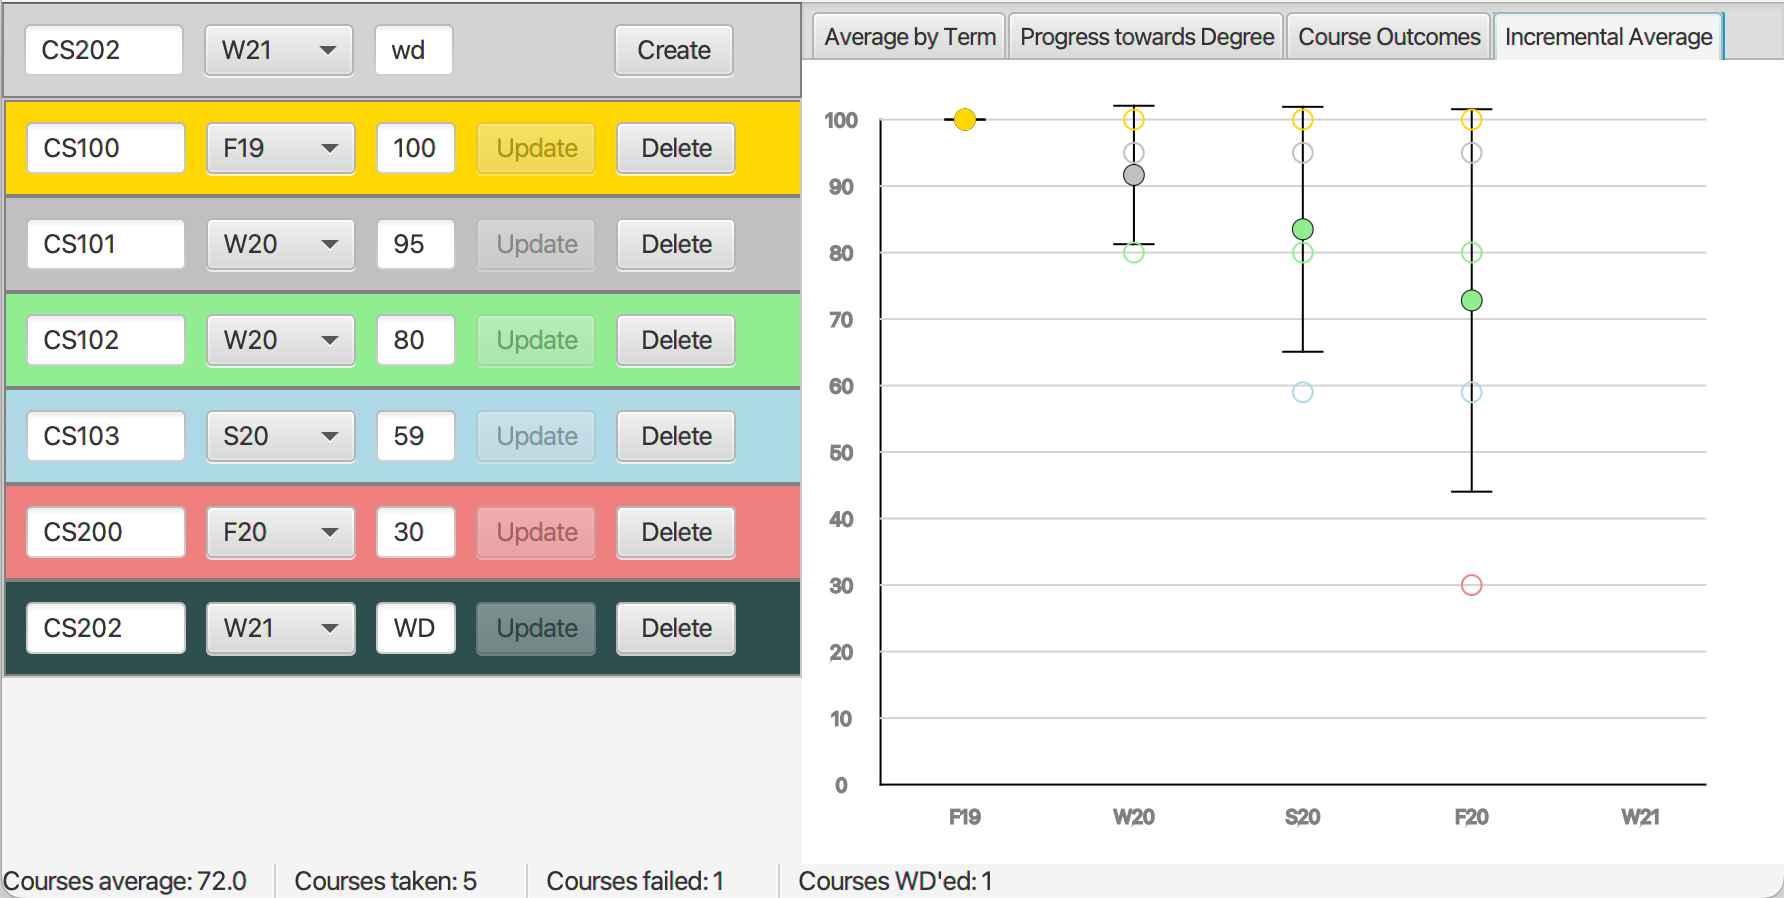 CS202 W21 wd Create
CS100 F19 100 Update Delete
CS101 W20 95 Update Delete
CS102 W20 80 Update Delete
CS103 S20 59 Update Delete
CS200 F20 30 Update Delete
CS202 W21 WD Update Delete
Average by Term Progress towards Degree Course Outcomes Incremental Average
100
90
80
70
60
50
40
30
20
10
0
F19 W20 S20 F20 W21
Courses average: 72.0 Courses taken: 5 Courses failed: 1 Courses WD'ed: 1